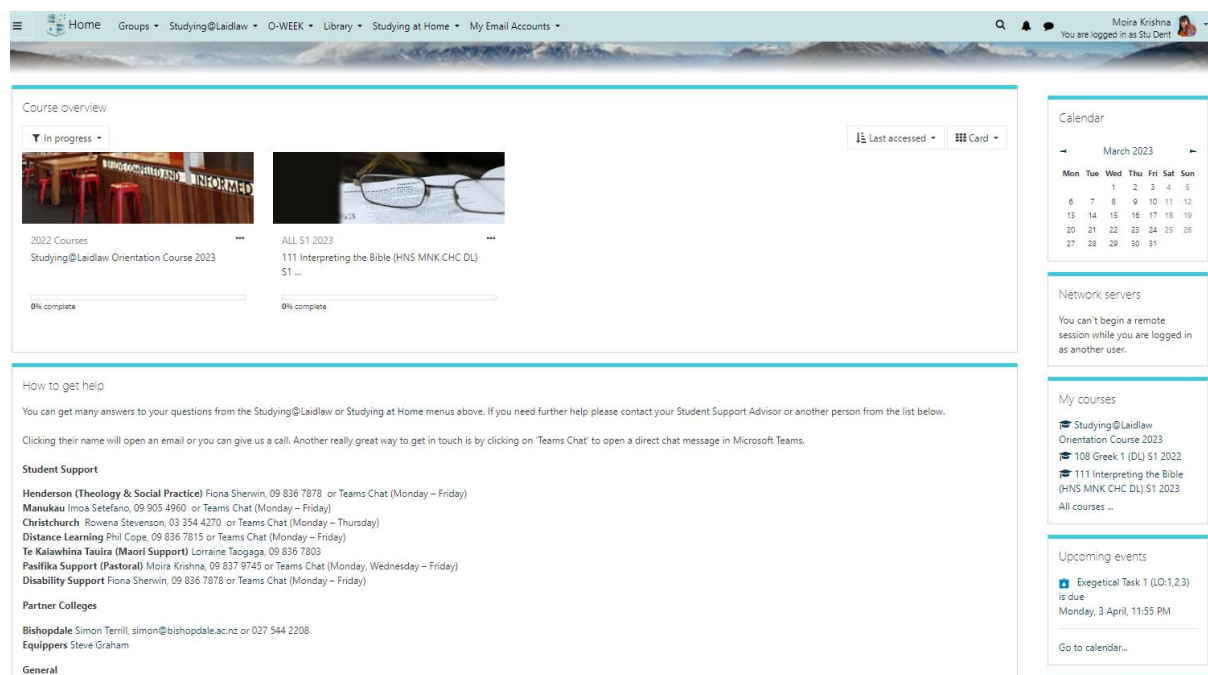 Home Groups Studying@Laidlaw O-WEEK Library Studying at Home My Email Accounts
Moira Krishna
You are logged in as Stu Dent
Course overview
In progress
Last accessed Card
INFORMED
2022 Courses
Studying@Laidlaw Orientation Course 2023
0% complete
ALL S1 2023
111 Interpreting the Bible (HNS MNK CHC DL)
S1 ...
0% complete
How to get help
You can get many answers to your questions from the Studying@Laidlaw or Studying at Home menus above. If you need further help please contact your Student Support Advisor or another person from the list below.
Clicking their name will open an email or you can give us a call. Another really great way to get in touch is by clicking on 'Teams Chat' to open a direct chat message in Microsoft Teams.
Student Support
Henderson (Theology & Social Practice) Fiona Sherwin, 09 836 7878 or Teams Chat (Monday – Friday)
Manukau Imoa Setefano, 09 905 4960 or Teams Chat (Monday – Friday)
Christchurch Rowena Stevenson, 03 354 4270 or Teams Chat (Monday – Thursday)
Distance Learning Phil Cope, 09 836 7815 or Teams Chat (Monday – Friday)
Te Kaiawhina Tauira (Maori Support) Lorraine Taogaga, 09 836 7803
Pasifika Support (Pastoral) Moira Krishna, 09 837 9745 or Teams Chat (Monday, Wednesday – Friday)
Disability Support Fiona Sherwin, 09 836 7878 or Teams Chat (Monday – Friday)
Partner Colleges
Bishopdale Simon Terrill, simon@bishopdale.ac.nz or 027 544 2208
Equippers Steve Graham
General
Calendar
March 2023
Mon Tue Wed Thu Fri Sat Sun
1 2 3 4 5
6 7 8 9 10 11 12
13 14 15 16 17 18 19
20 21 22 23 24 25 26
27 28 29 30 31
Network servers
You can't begin a remote
session while you are logged in
as another user.
My courses
Studying@Laidlaw
Orientation Course 2023
108 Greek 1 (DL) S1 2022
111 Interpreting the Bible
(HNS MNK CHC DL) S1 2023
All courses ...
Upcoming events
Exegetical Task 1 (LO:1,2,3)
is due
Monday, 3 April, 11:55 PM
Go to calendar...